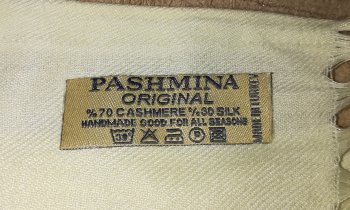 PASHMINA
ORIGINAL
%70 CASHMERE %30 SILK
HANDMADE GOOD FOR ALL SEASONS
MADE IN TURKEY